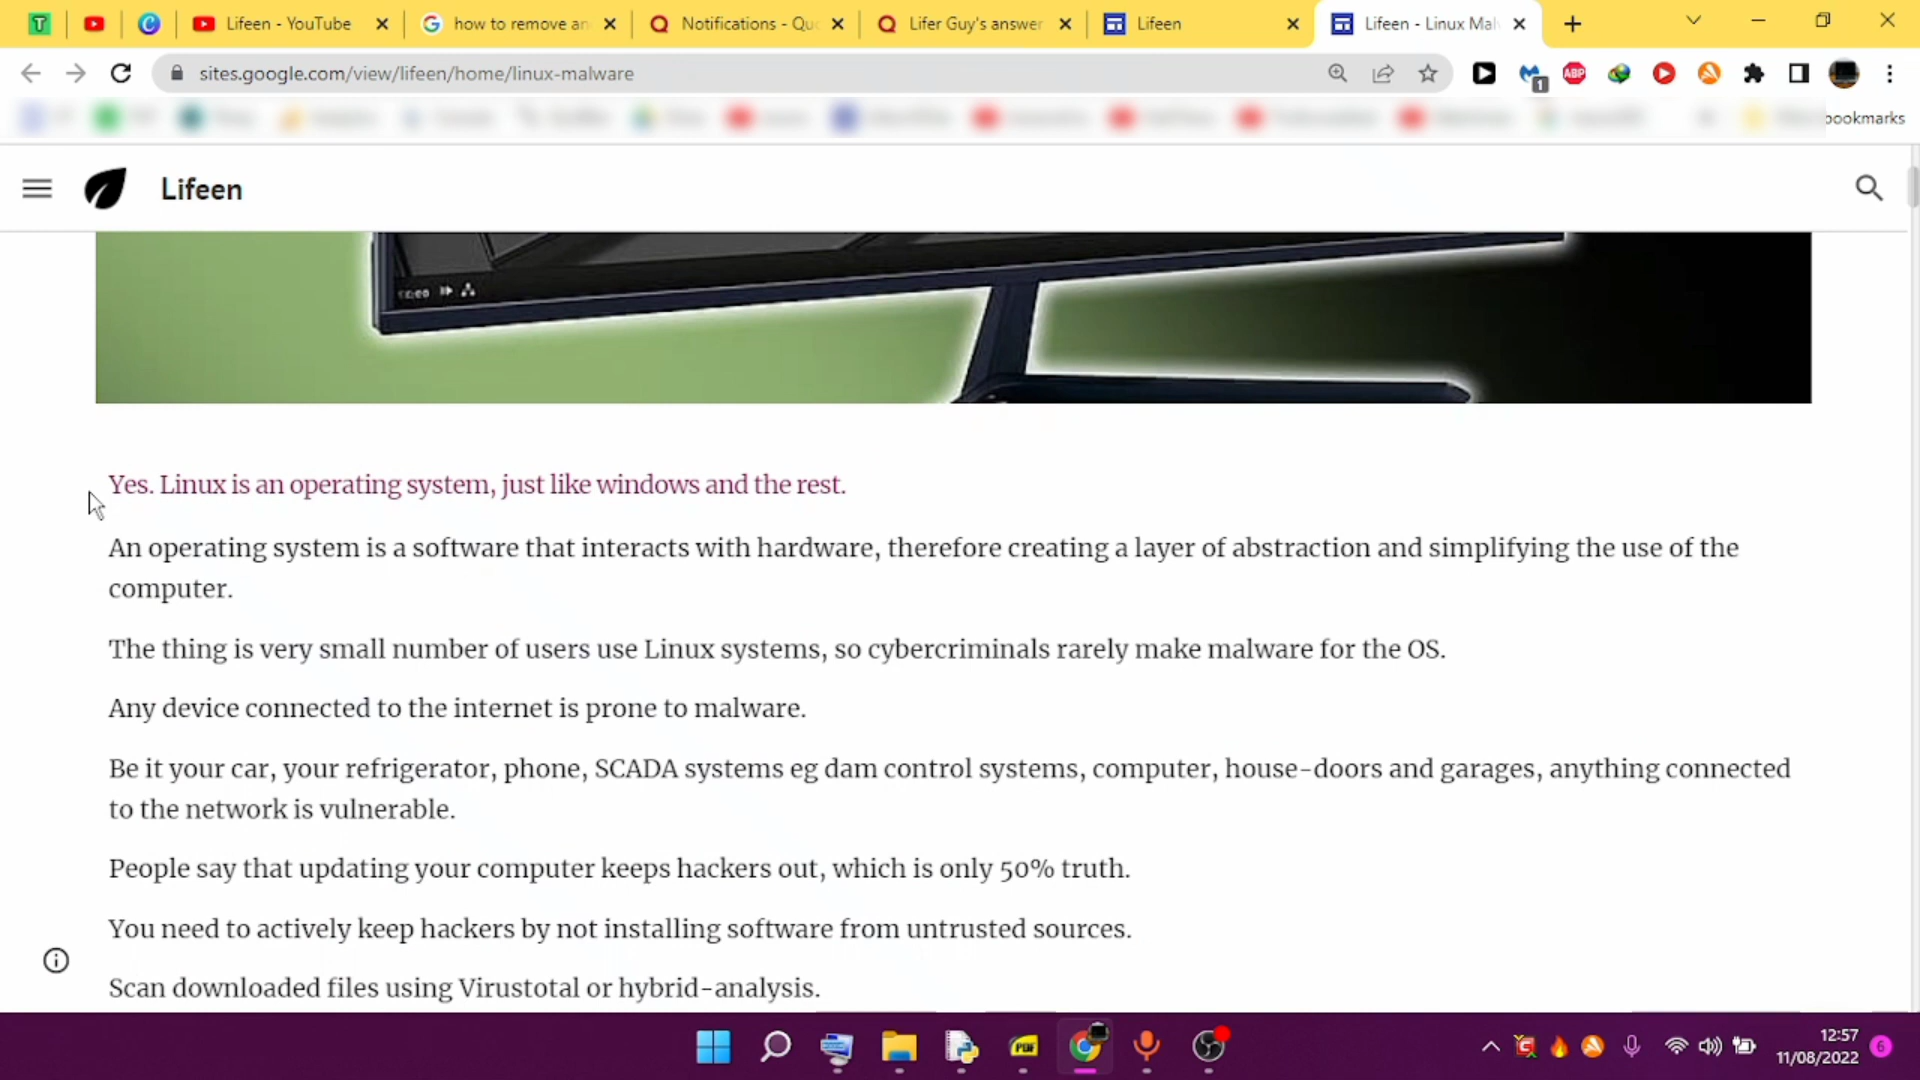 Lifeen - YouTube
how to remove an
Notifications - Quo
Lifer Guy's answer
Lifeen
Lifeen - Linux Mal
sites.google.com/view/lifeen/home/linux-malware
1
ABP
bookmarks
Lifeen
Yes. Linux is an operating system, just like windows and the rest.
An operating system is a software that interacts with hardware, therefore creating a layer of abstraction and simplifying the use of the
computer.
The thing is very small number of users use Linux systems, so cybercriminals rarely make malware for the OS.
Any device connected to the internet is prone to malware.
Be it your car, your refrigerator, phone, SCADA systems eg dam control systems, computer, house-doors and garages, anything connected
to the network is vulnerable.
People say that updating your computer keeps hackers out, which is only 50% truth.
You need to actively keep hackers by not installing software from untrusted sources.
Scan downloaded files using Virustotal or hybrid-analysis.
PDF
12:57
11/08/2022
6